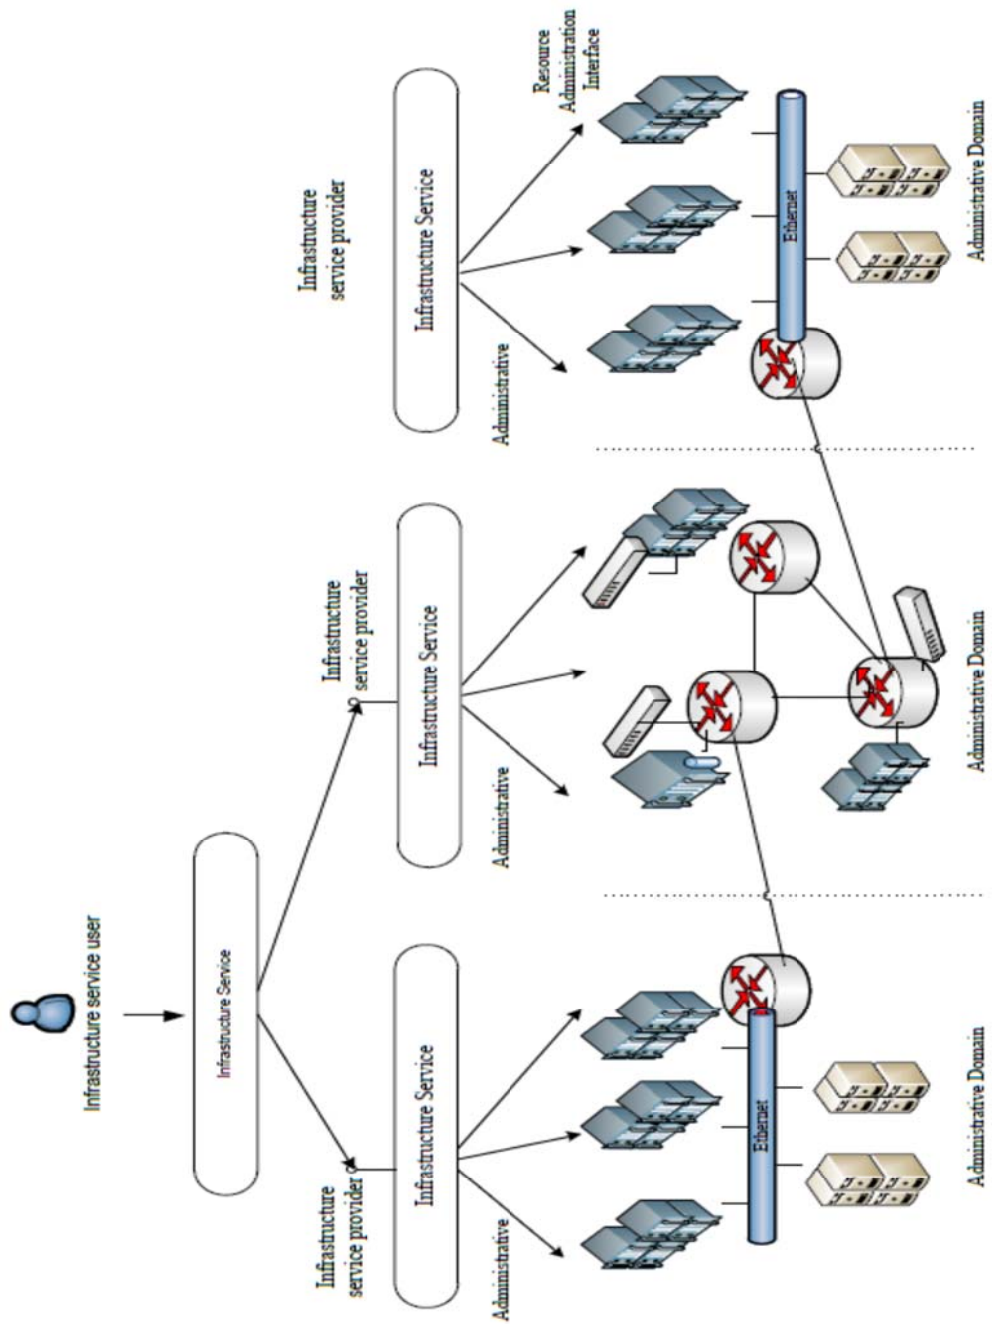 Infrastructure service user
Infrastructure Service
Infrastructure
service provider
Infrastructure
service provider
Infrastructure
service provider
Infrastructure Service
Infrastructure Service
Infrastructure Service
Administrative
Administrative
Administrative
Resource
Administration
Interface
Ethernet
Ethernet
Administrative Domain
Administrative Domain
Administrative Domain